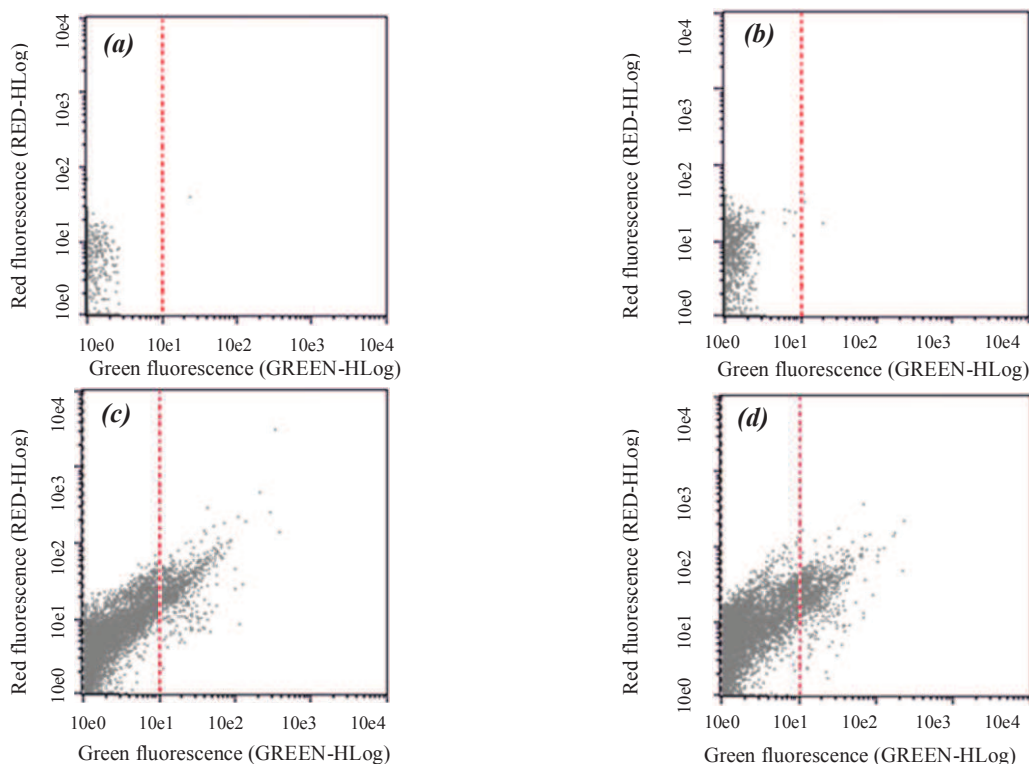 (a)
Red fluorescence (RED-HLog)
10e4
10e3
10e2
10e1
10e0
10e0 10e1 10e2 10e3 10e4
Green fluorescence (GREEN-HLog)
(b)
Red fluorescence (RED-HLog)
10e4
10e3
10e2
10e1
10e0
10e0 10e1 10e2 10e3 10e4
Green fluorescence (GREEN-HLog)
(c)
Red fluorescence (RED-HLog)
10e4
10e3
10e2
10e1
10e0
10e0 10e1 10e2 10e3 10e4
Green fluorescence (GREEN-HLog)
(d)
Red fluorescence (RED-HLog)
10e4
10e3
10e2
10e1
10e0
10e0 10e1 10e2 10e3 10e4
Green fluorescence (GREEN-HLog)